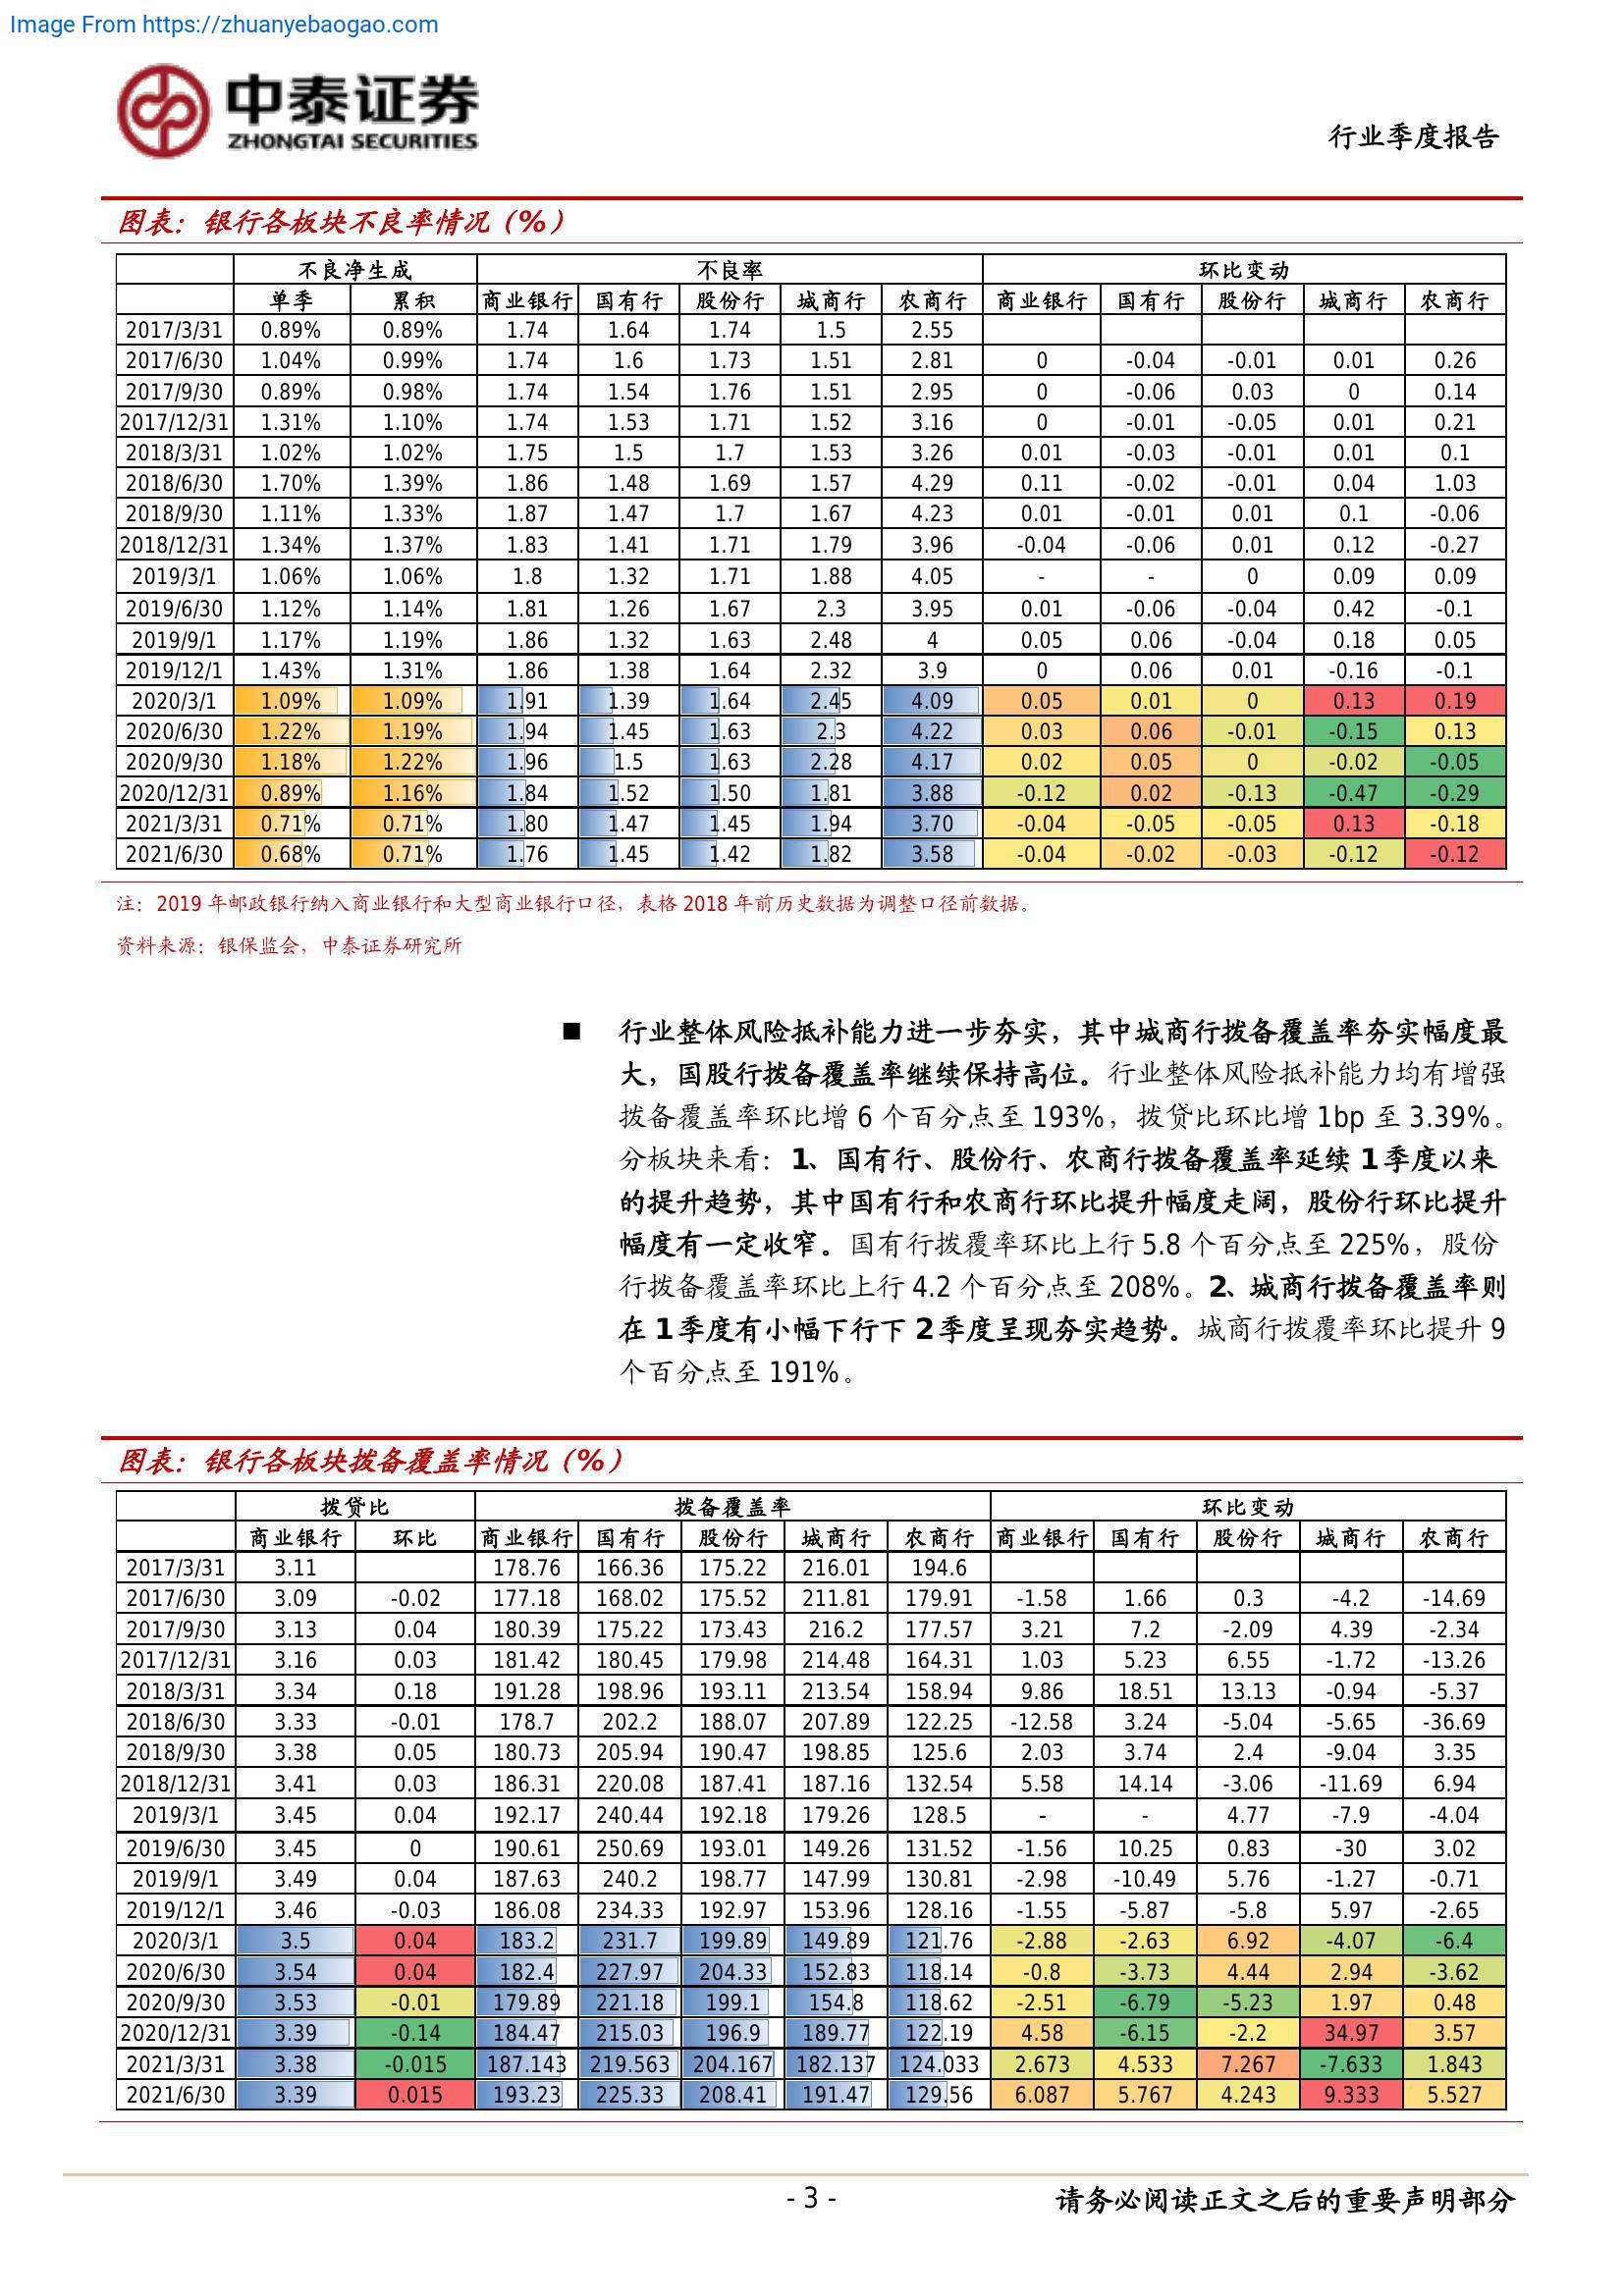 Image From https://zhuanyebaogao.com
中泰证券
ZHONGTAI SECURITIES
行业季度报告
图表：银行各板块不良率情况（%）
不良净生成 不良率 环比变动
单季 累积 商业银行 国有行 股份行 城商行 农商行 商业银行 国有行 股份行 城商行 农商行
2017/3/31 0.89% 0.89% 1.74 1.64 1.74 1.5 2.55
2017/6/30 1.04% 0.99% 1.74 1.6 1.73 1.51 2.81 0 -0.04 -0.01 0.01 0.26
2017/9/30 0.89% 0.98% 1.74 1.54 1.76 1.51 2.95 0 -0.06 0.03 0 0.14
2017/12/31 1.31% 1.10% 1.74 1.53 1.71 1.52 3.16 0 -0.01 -0.05 0.01 0.21
2018/3/31 1.02% 1.02% 1.75 1.5 1.7 1.53 3.26 0.01 -0.03 -0.01 0.01 0.1
2018/6/30 1.70% 1.39% 1.86 1.48 1.69 1.57 4.29 0.11 -0.02 -0.01 0.04 1.03
2018/9/30 1.11% 1.33% 1.87 1.47 1.7 1.67 4.23 0.01 -0.01 0.01 0.1 -0.06
2018/12/31 1.34% 1.37% 1.83 1.41 1.71 1.79 3.96 -0.04 -0.06 0.01 0.12 -0.27
2019/3/1 1.06% 1.06% 1.8 1.32 1.71 1.88 4.05 - - 0 0.09 0.09
2019/6/30 1.12% 1.14% 1.81 1.26 1.67 2.3 3.95 0.01 -0.06 -0.04 0.42 -0.1
2019/9/1 1.17% 1.19% 1.86 1.32 1.63 2.48 4 0.05 0.06 -0.04 0.18 0.05
2019/12/1 1.43% 1.31% 1.86 1.38 1.64 2.32 3.9 0 0.06 0.01 -0.16 -0.1
2020/3/1 1.09% 1.09% 1.91 1.39 1.64 2.45 4.09 0.05 0.01 0 0.13 0.19
2020/6/30 1.22% 1.19% 1.94 1.45 1.63 2.3 4.22 0.03 0.06 -0.01 -0.15 0.13
2020/9/30 1.18% 1.22% 1.96 1.5 1.63 2.28 4.17 0.02 0.05 0 -0.02 -0.05
2020/12/31 0.89% 1.16% 1.84 1.52 1.50 1.81 3.88 -0.12 0.02 -0.13 -0.47 -0.29
2021/3/31 0.71% 0.71% 1.80 1.47 1.45 1.94 3.70 -0.04 -0.05 -0.05 0.13 -0.18
2021/6/30 0.68% 0.71% 1.76 1.45 1.42 1.82 3.58 -0.04 -0.02 -0.03 -0.12 -0.12
注：2019 年邮政银行纳入商业银行和大型商业银行口径，表格 2018 年前历史数据为调整口径前数据。
资料来源：银保监会，中泰证券研究所
■ 行业整体风险抵补能力进一步夯实，其中城商行拨备覆盖率夯实幅度最
大，国股行拨备覆盖率继续保持高位。行业整体风险抵补能力均有增强
拨备覆盖率环比增 6 个百分点至 193%，拨贷比环比增 1bp 至 3.39%。
分板块来看：1、国有行、股份行、农商行拨备覆盖率延续 1 季度以来
的提升趋势，其中国有行和农商行环比提升幅度走阔，股份行环比提升
幅度有一定收窄。国有行拨覆率环比上行 5.8 个百分点至 225%，股份
行拨备覆盖率环比上行 4.2 个百分点至 208%。2、城商行拨备覆盖率则
在 1 季度有小幅下行下 2 季度呈现夯实趋势。城商行拨覆率环比提升 9
个百分点至 191%。
图表：银行各板块拨备覆盖率情况（%）
拨贷比 拨备覆盖率 环比变动
商业银行 环比 商业银行 国有行 股份行 城商行 农商行 商业银行 国有行 股份行 城商行 农商行
2017/3/31 3.11 178.76 166.36 175.22 216.01 194.6
2017/6/30 3.09 -0.02 177.18 168.02 175.52 211.81 179.91 -1.58 1.66 0.3 -4.2 -14.69
2017/9/30 3.13 0.04 180.39 175.22 173.43 216.2 177.57 3.21 7.2 -2.09 4.39 -2.34
2017/12/31 3.16 0.03 181.42 180.45 179.98 214.48 164.31 1.03 5.23 6.55 -1.72 -13.26
2018/3/31 3.34 0.18 191.28 198.96 193.11 213.54 158.94 9.86 18.51 13.13 -0.94 -5.37
2018/6/30 3.33 -0.01 178.7 202.2 188.07 207.89 122.25 -12.58 3.24 -5.04 -5.65 -36.69
2018/9/30 3.38 0.05 180.73 205.94 190.47 198.85 125.6 2.03 3.74 2.4 -9.04 3.35
2018/12/31 3.41 0.03 186.31 220.08 187.41 187.16 132.54 5.58 14.14 -3.06 -11.69 6.94
2019/3/1 3.45 0.04 192.17 240.44 192.18 179.26 128.5 - - 4.77 -7.9 -4.04
2019/6/30 3.45 0 190.61 250.69 193.01 149.26 131.52 -1.56 10.25 0.83 -30 3.02
2019/9/1 3.49 0.04 187.63 240.2 198.77 147.99 130.81 -2.98 -10.49 5.76 -1.27 -0.71
2019/12/1 3.46 -0.03 186.08 234.33 192.97 153.96 128.16 -1.55 -5.87 -5.8 5.97 -2.65
2020/3/1 3.5 0.04 183.2 231.7 199.89 149.89 121.76 -2.88 -2.63 6.92 -4.07 -6.4
2020/6/30 3.54 0.04 182.4 227.97 204.33 152.83 118.14 -0.8 -3.73 4.44 2.94 -3.62
2020/9/30 3.53 -0.01 179.89 221.18 199.1 154.8 118.62 -2.51 -6.79 -5.23 1.97 0.48
2020/12/31 3.39 -0.14 184.47 215.03 196.9 189.77 122.19 4.58 -6.15 -2.2 34.97 3.57
2021/3/31 3.38 -0.015 187.143 219.563 204.167 182.137 124.033 2.673 4.533 7.267 -7.633 1.843
2021/6/30 3.39 0.015 193.23 225.33 208.41 191.47 129.56 6.087 5.767 4.243 9.333 5.527
- 3 -
请务必阅读正文之后的重要声明部分